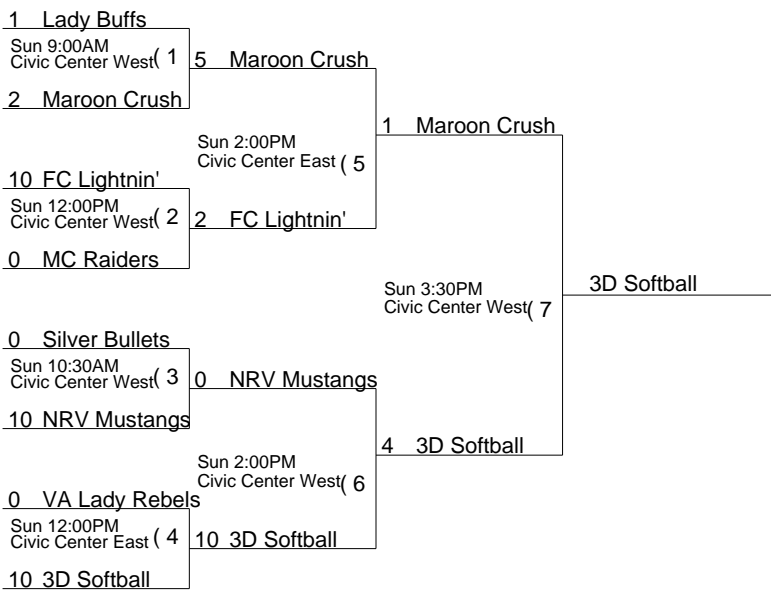 1 Lady Buffs
Sun 9:00AM
Civic Center West( 1
5 Maroon Crush
2 Maroon Crush
1 Maroon Crush
Sun 2:00PM
Civic Center East ( 5
10 FC Lightnin'
Sun 12:00PM
Civic Center West( 2
2 FC Lightnin'
0 MC Raiders
Sun 3:30PM
Civic Center West( 7
3D Softball
0 Silver Bullets
Sun 10:30AM
Civic Center West( 3
0 NRV Mustangs
10 NRV Mustangs
4 3D Softball
Sun 2:00PM
Civic Center West( 6
0 VA Lady Rebels
Sun 12:00PM
Civic Center East ( 4
10 3D Softball
10 3D Softball